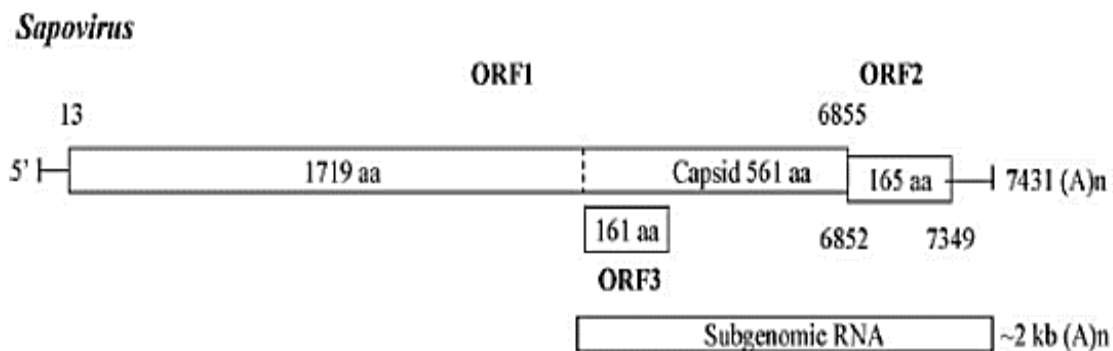 Sapovirus
ORF1 ORF2
13 6855
5' 1719 aa Capsid 561 aa 165 aa 7431 (A)n
161 aa 6852 7349
ORF3
Subgenomic RNA ~2 kb (A)n